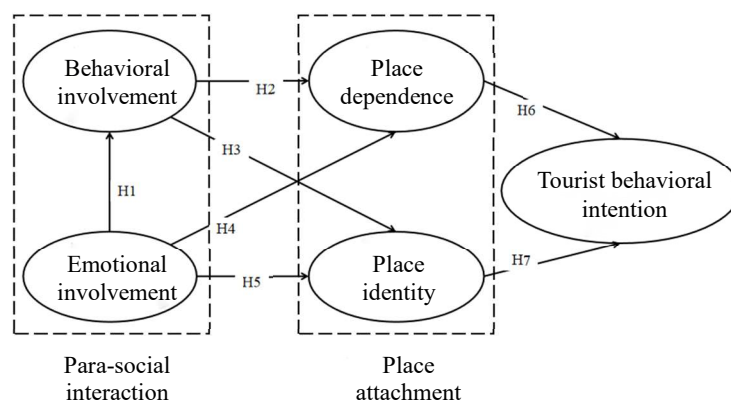 Behavioral
involvement
Place
dependence
H2
H6
H3
Tourist behavioral
intention
H1
H4
Emotional
involvement
Place
identity
H5
H7
Para-social
interaction
Place
attachment